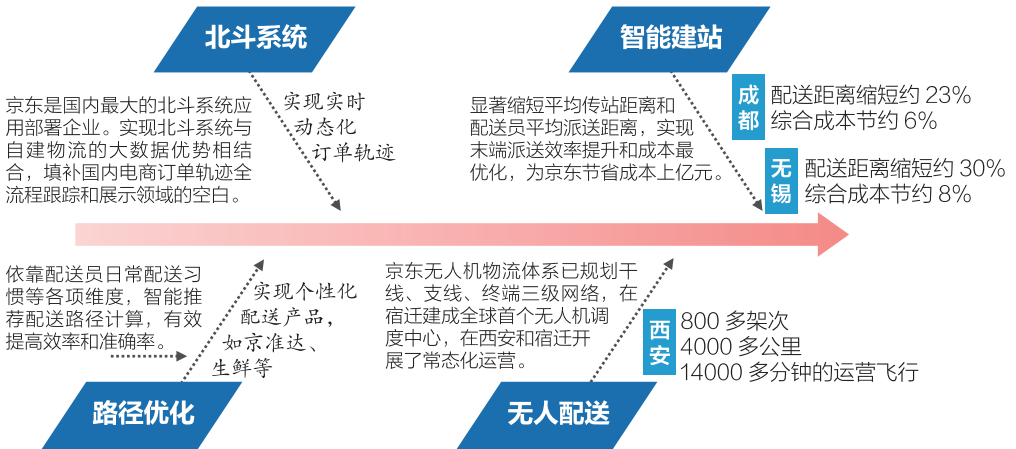 北斗系统
京东是国内最大的北斗系统应
用部署企业。实现北斗系统与
自建物流的大数据优势相结
合，填补国内电商订单轨迹全
流程跟踪和展示领域的空白。
实现实时
动态化
订单轨迹
智能建站
显著缩短平均传站距离和
配送员平均派送距离，实现
末端派送效率提升和成本最
优化，为京东节省成本上亿元。
成都
配送距离缩短约 23%
综合成本节约 6%
无锡
配送距离缩短约 30%
综合成本节约 8%
依靠配送员日常配送习
惯等各项维度，智能推
荐配送路径计算，有效
提高效率和准确率。
实现个性化
配送产品，
如京准达、
生鲜等
路径优化
京东无人机物流体系已规划干
线、支线、终端三级网络，在
宿迁建成全球首个无人机调
度中心，在西安和宿迁开
展了常态化运营。
西安
800 多架次
4000 多公里
14000 多分钟的运营飞行
无人配送